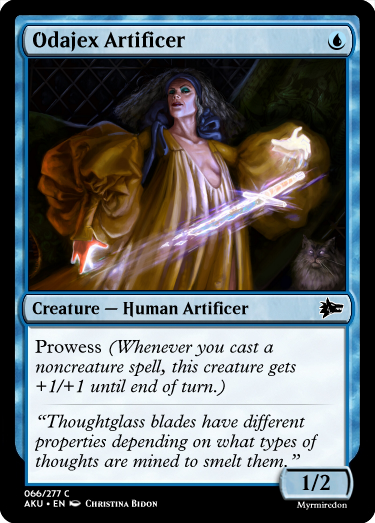 Odajex Artificer
Creature — Human Artificer
Prowess (Whenever you cast a
noncreature spell, this creature gets
+1/+1 until end of turn.)
“Thoughtglass blades have different
properties depending on what types of
thoughts are mined to smelt them.”
1/2
066/277 C
AKU • EN Christina Bidon
Myrmiredon